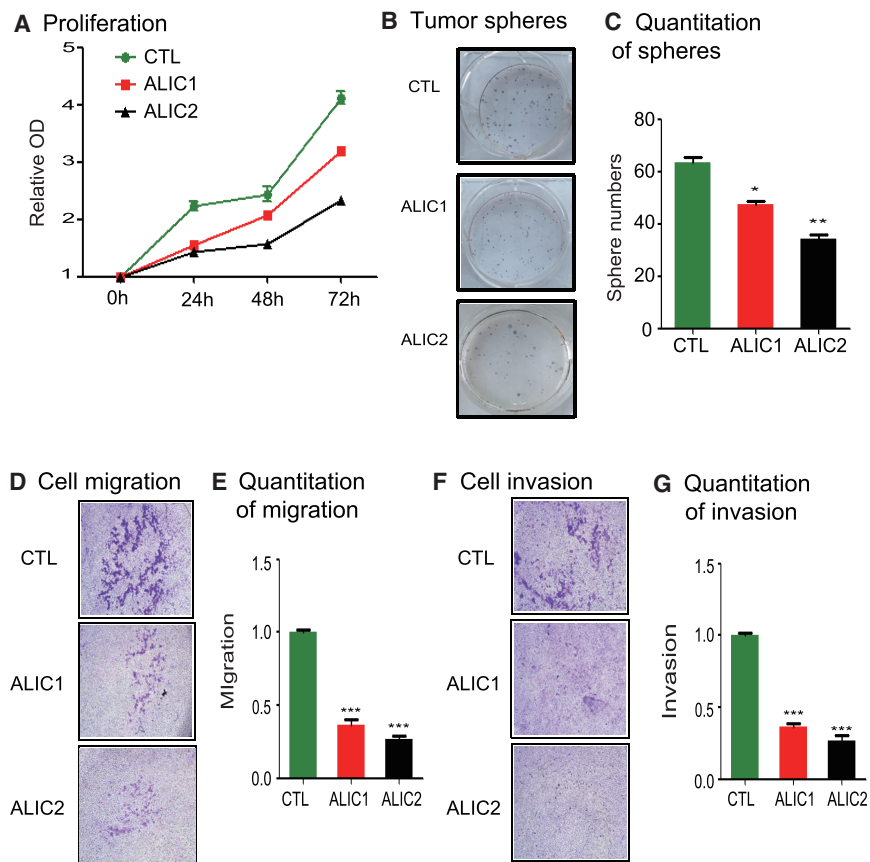 A Proliferation
5
4
3
2
1
Relative OD
CTL
ALIC1
ALIC2
0h 24h 48h 72h
B Tumor spheres
CTL
ALIC1
ALIC2
C Quantitation
of spheres
80
60
40
20
0
Sphere numbers
*
**
CTL ALIC1 ALIC2
D Cell migration
CTL
ALIC1
ALIC2
E Quantitation
of migration
1.5
1.0
0.5
0.0
MIgration
***
***
CTL ALIC1 ALIC2
F Cell invasion
CTL
ALIC1
ALIC2
G Quantitation
of invasion
1.5
1.0
0.5
0.0
Invasion
***
***
CTL ALIC1 ALIC2